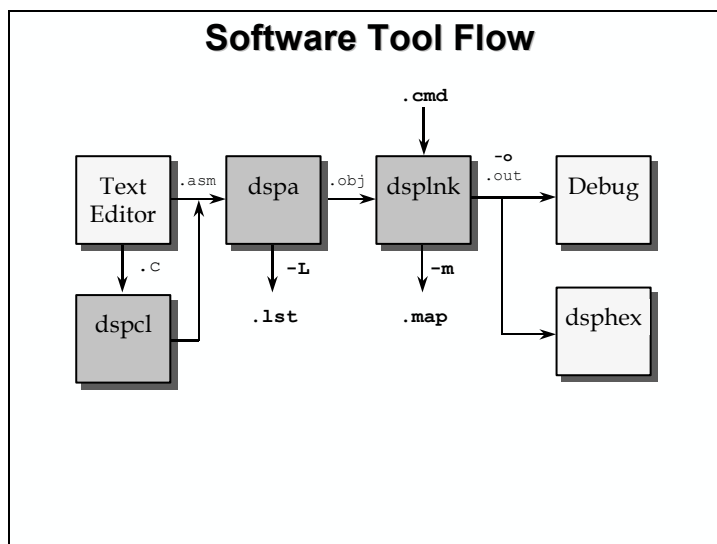 Software Tool Flow
.cmd
Text
Editor
.asm
dspa
.obj
dsplnk
-o
.out
Debug
.c
-L
-m
dspcl
.lst
.map
dsphex